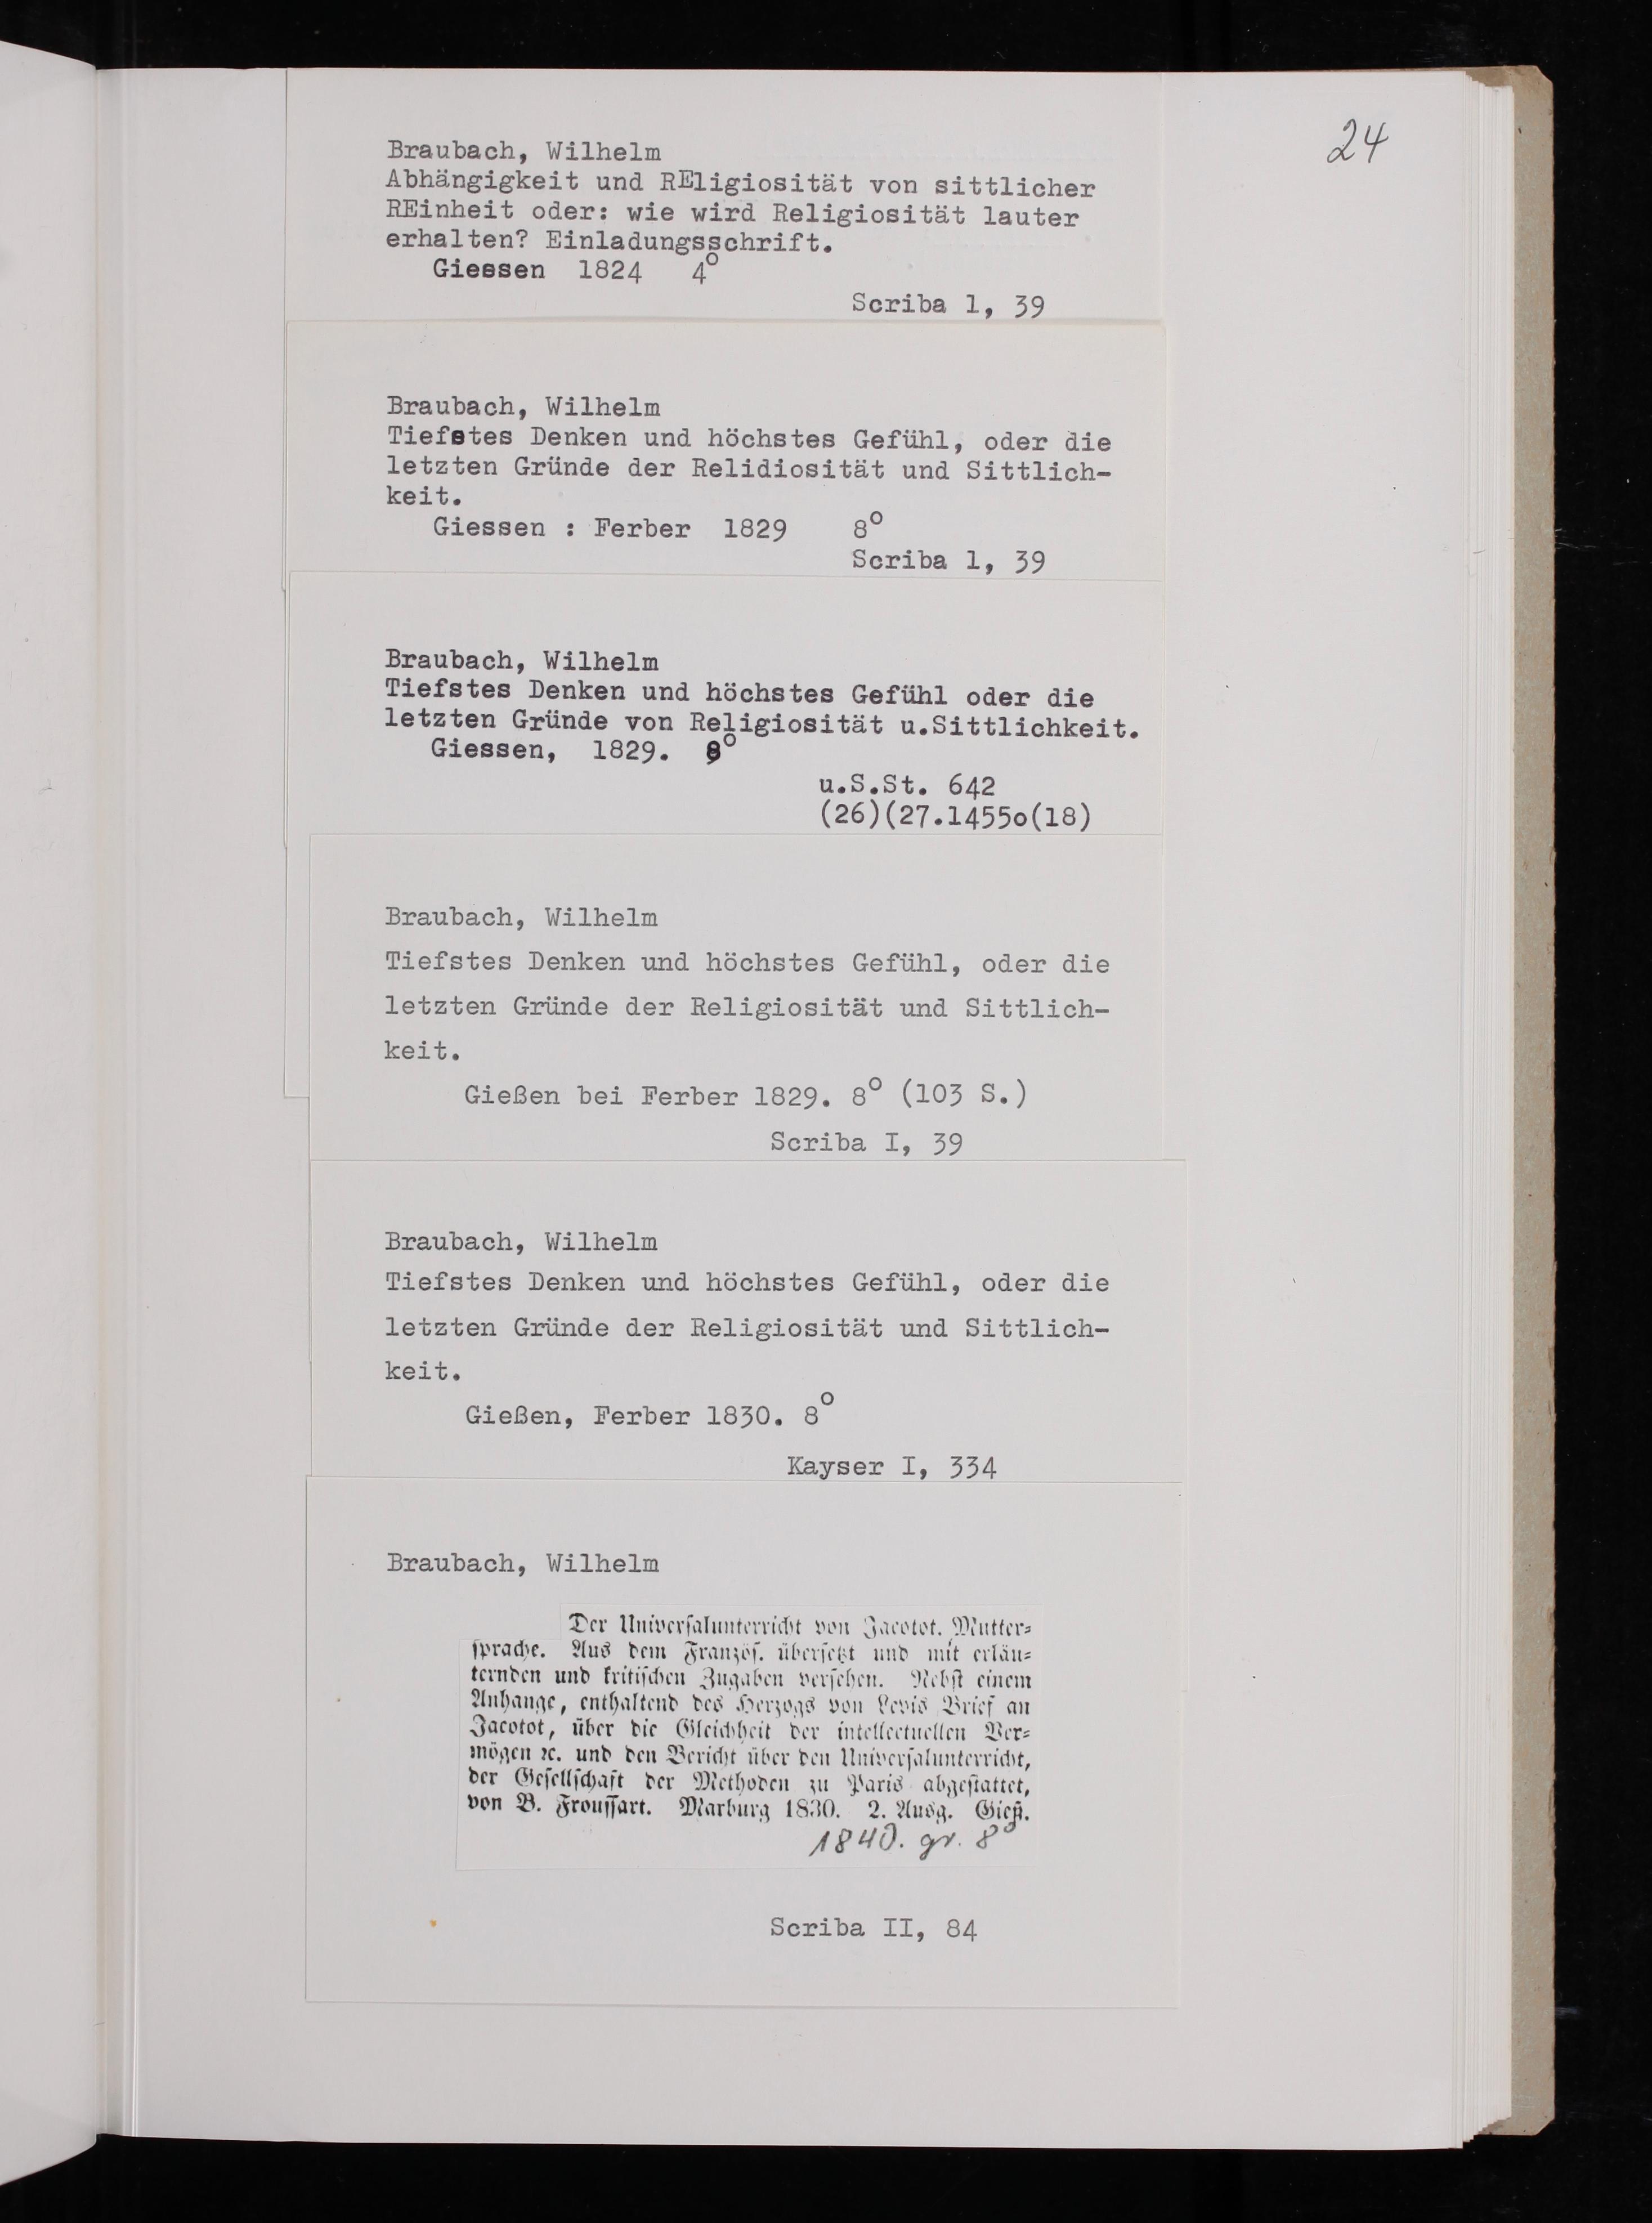 24
Braubach, Wilhelm
Abhängigkeit und REligiosität von sittlicher
REinheit oder: wie wird Religiosität lauter
erhalten? Einladungsschrift.
Giessen 1824 4°
Scriba 1, 39
Braubach, Wilhelm
Tiefstes Denken und höchstes Gefühl, oder die
letzten Gründe der Relidiosität und Sittlich-
keit.
Giessen : Ferber 1829 8°
Scriba 1, 39
Braubach, Wilhelm
Tiefstes Denken und höchstes Gefühl oder die
letzten Gründe von Religiosität u.Sittlichkeit.
Giessen, 1829. 8°
u.S.St. 642
(26)(27.1455o(18)
Braubach, Wilhelm
Tiefstes Denken und höchstes Gefühl, oder die
letzten Gründe der Religiosität und Sittlich-
keit.
Gießen bei Ferber 1829. 8° (103 S.)
Scriba I, 39
Braubach, Wilhelm
Tiefstes Denken und höchstes Gefühl, oder die
letzten Gründe der Religiosität und Sittlich-
keit.
Gießen, Ferber 1830. 8°
Kayser I, 334
Braubach, Wilhelm
Der Univerſalunterricht von Jacotot. Mutter-
ſprache. Aus dem Franzöſ. überſetzt und mit erläu-
ternden und kritiſchen Zugaben verſehen. Nebſt einem
Anhange, enthaltend des Herzogs von Levis Brief an
Jacotot, über die Gleichheit der intellectuellen Ver-
mögen ꝛc. und den Bericht über den Univerſalunterricht,
der Geſellſchaft der Methoden zu Paris abgeſtattet,
von B. Frouſſart. Marburg 1830. 2. Ausg. Gieß.
1840. gr. 8°
Scriba II, 84